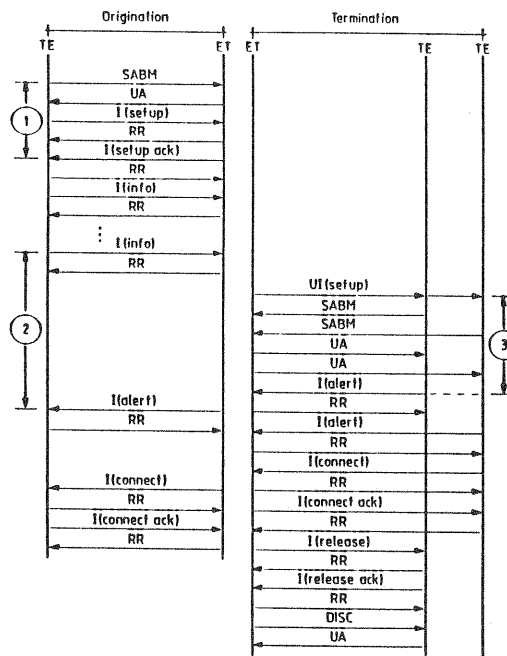 Origination
Termination
TE
ET
ET
TE
TE
SABM
UA
I(setup)
RR
I(setup ack)
RR
I(info)
RR
I(info)
RR
I(alert)
RR
I(connect)
RR
I(connect ack)
RR
1
2
UI(setup)
SABM
SABM
UA
UA
I(alert)
RR
I(alert)
RR
I(connect)
RR
I(connect ack)
RR
I(release)
RR
I(release ack)
RR
DISC
UA
3